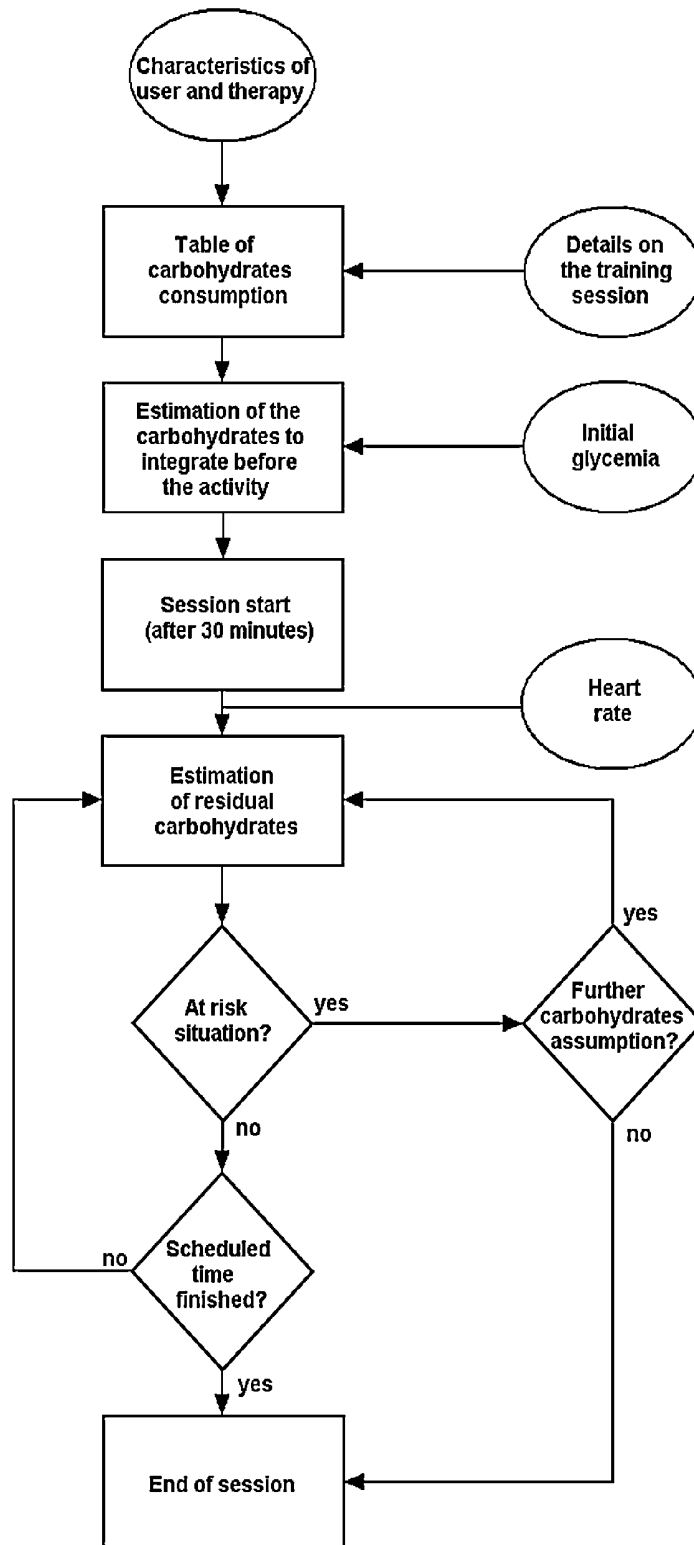 Characteristics of
user and therapy
Table of
carbohydrates
consumption
Details on
the training
session
Estimation of the
carbohydrates to
integrate before
the activity
Initial
glycemia
Session start
(after 30 minutes)
Heart
rate
Estimation
of residual
carbohydrates
yes
At risk
situation?
yes
Further
carbohydrates
assumption?
no
no
no
Scheduled
time
finished?
yes
End of session